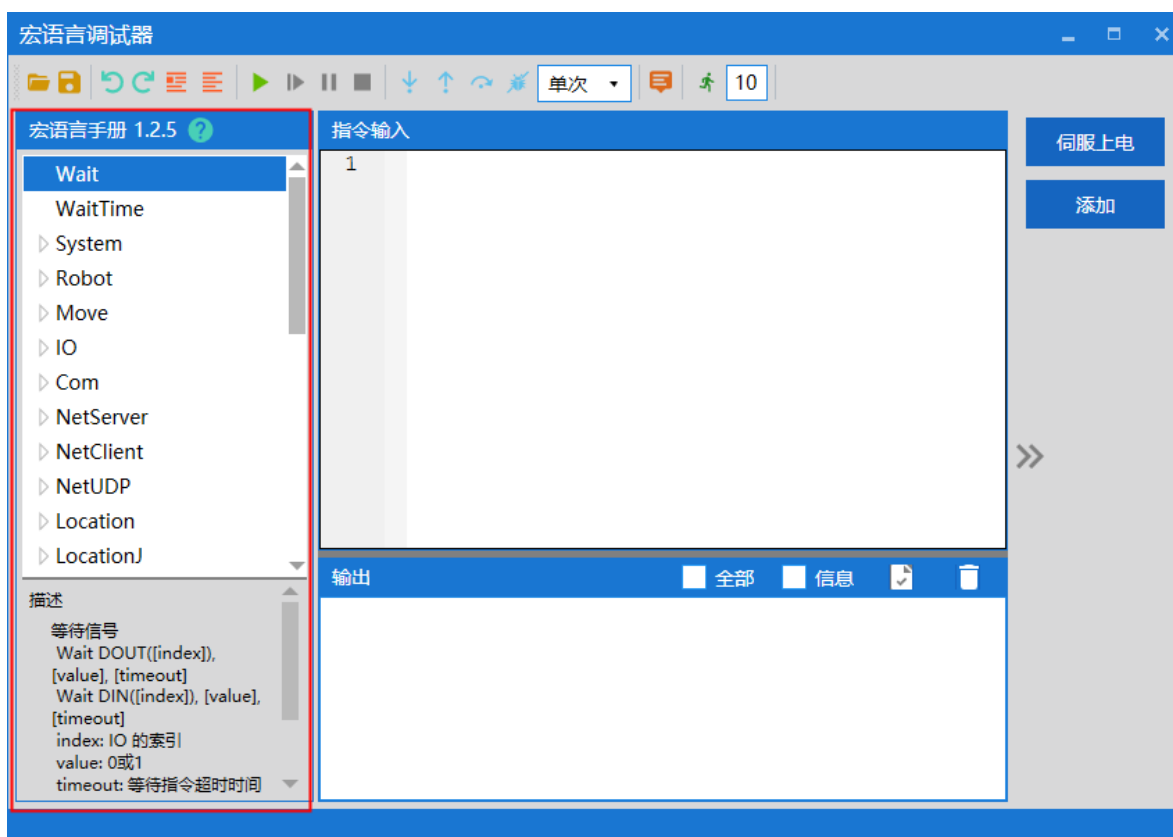 宏语言调试器
单次
10
宏语言手册 1.2.5 ?
指令输入
伺服上电
添加
1
Wait
WaitTime
System
Robot
Move
IO
Com
NetServer
NetClient
NetUDP
Location
LocationJ
描述
等待信号
Wait DOUT([index]),
[value], [timeout]
Wait DIN([index]), [value],
[timeout]
index: IO 的索引
value: 0或1
timeout: 等待指令超时时间
输出
全部
信息